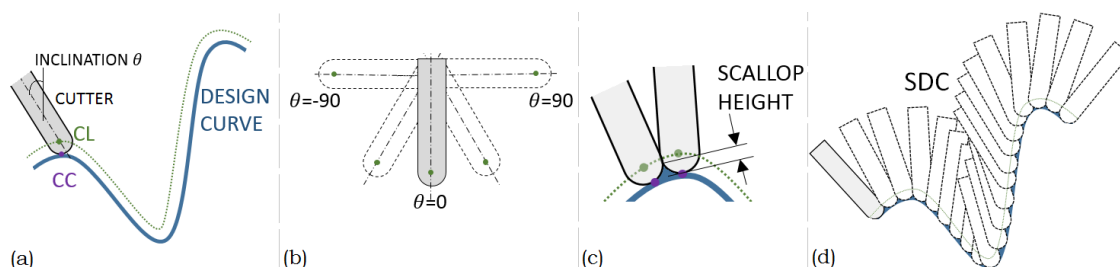 INCLINATION θ
CUTTER
CL
CC
DESIGN
CURVE
(a)
θ=-90
θ=90
θ=0
(b)
SCALLOP
HEIGHT
(c)
SDC
(d)